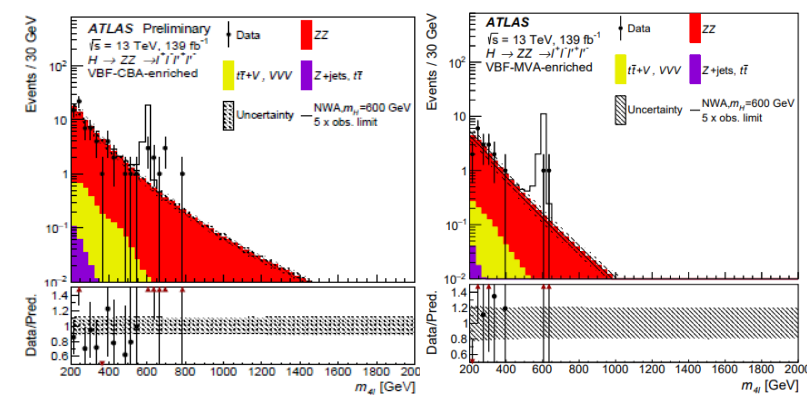 ATLAS Preliminary
√s = 13 TeV, 139 fb⁻¹
H → ZZ → l⁺l⁻l'⁺l'⁻
VBF-CBA-enriched
Data
ZZ
tt̄+V , VVV
Z+jets, tt̄
Uncertainty
NWA,m_H=600 GeV
5 x obs. limit
Events / 30 GeV
10²
10
1
10⁻¹
10⁻²
Data/Pred.
1.4
1.2
1
0.8
0.6
200 400 600 800 1000 1200 1400 1600 1800 2000
m₄ₗ [GeV]
ATLAS
√s = 13 TeV, 139 fb⁻¹
H → ZZ → l⁺l⁻l'⁺l'⁻
VBF-MVA-enriched
Data
ZZ
tt̄+V , VVV
Z+jets, tt̄
Uncertainty
NWA,m_H=600 GeV
5 x obs. limit
Events / 30 GeV
10²
10
1
10⁻¹
10⁻²
Data/Pred.
1.4
1.2
1
0.8
0.6
200 400 600 800 1000 1200 1400 1600 1800 2000
m₄ₗ [GeV]